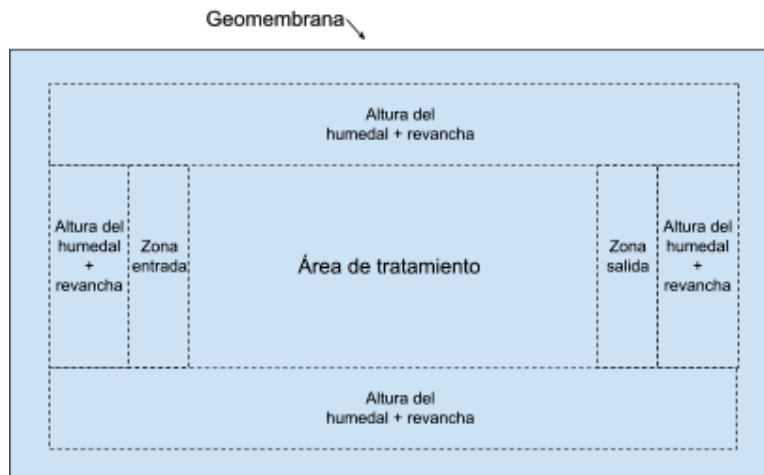 Geomembrana
Altura del
humedal + revancha
Altura del
humedal
+
revancha
Zona
entrada
Área de tratamiento
Zona
salida
Altura del
humedal
+
revancha
Altura del
humedal + revancha